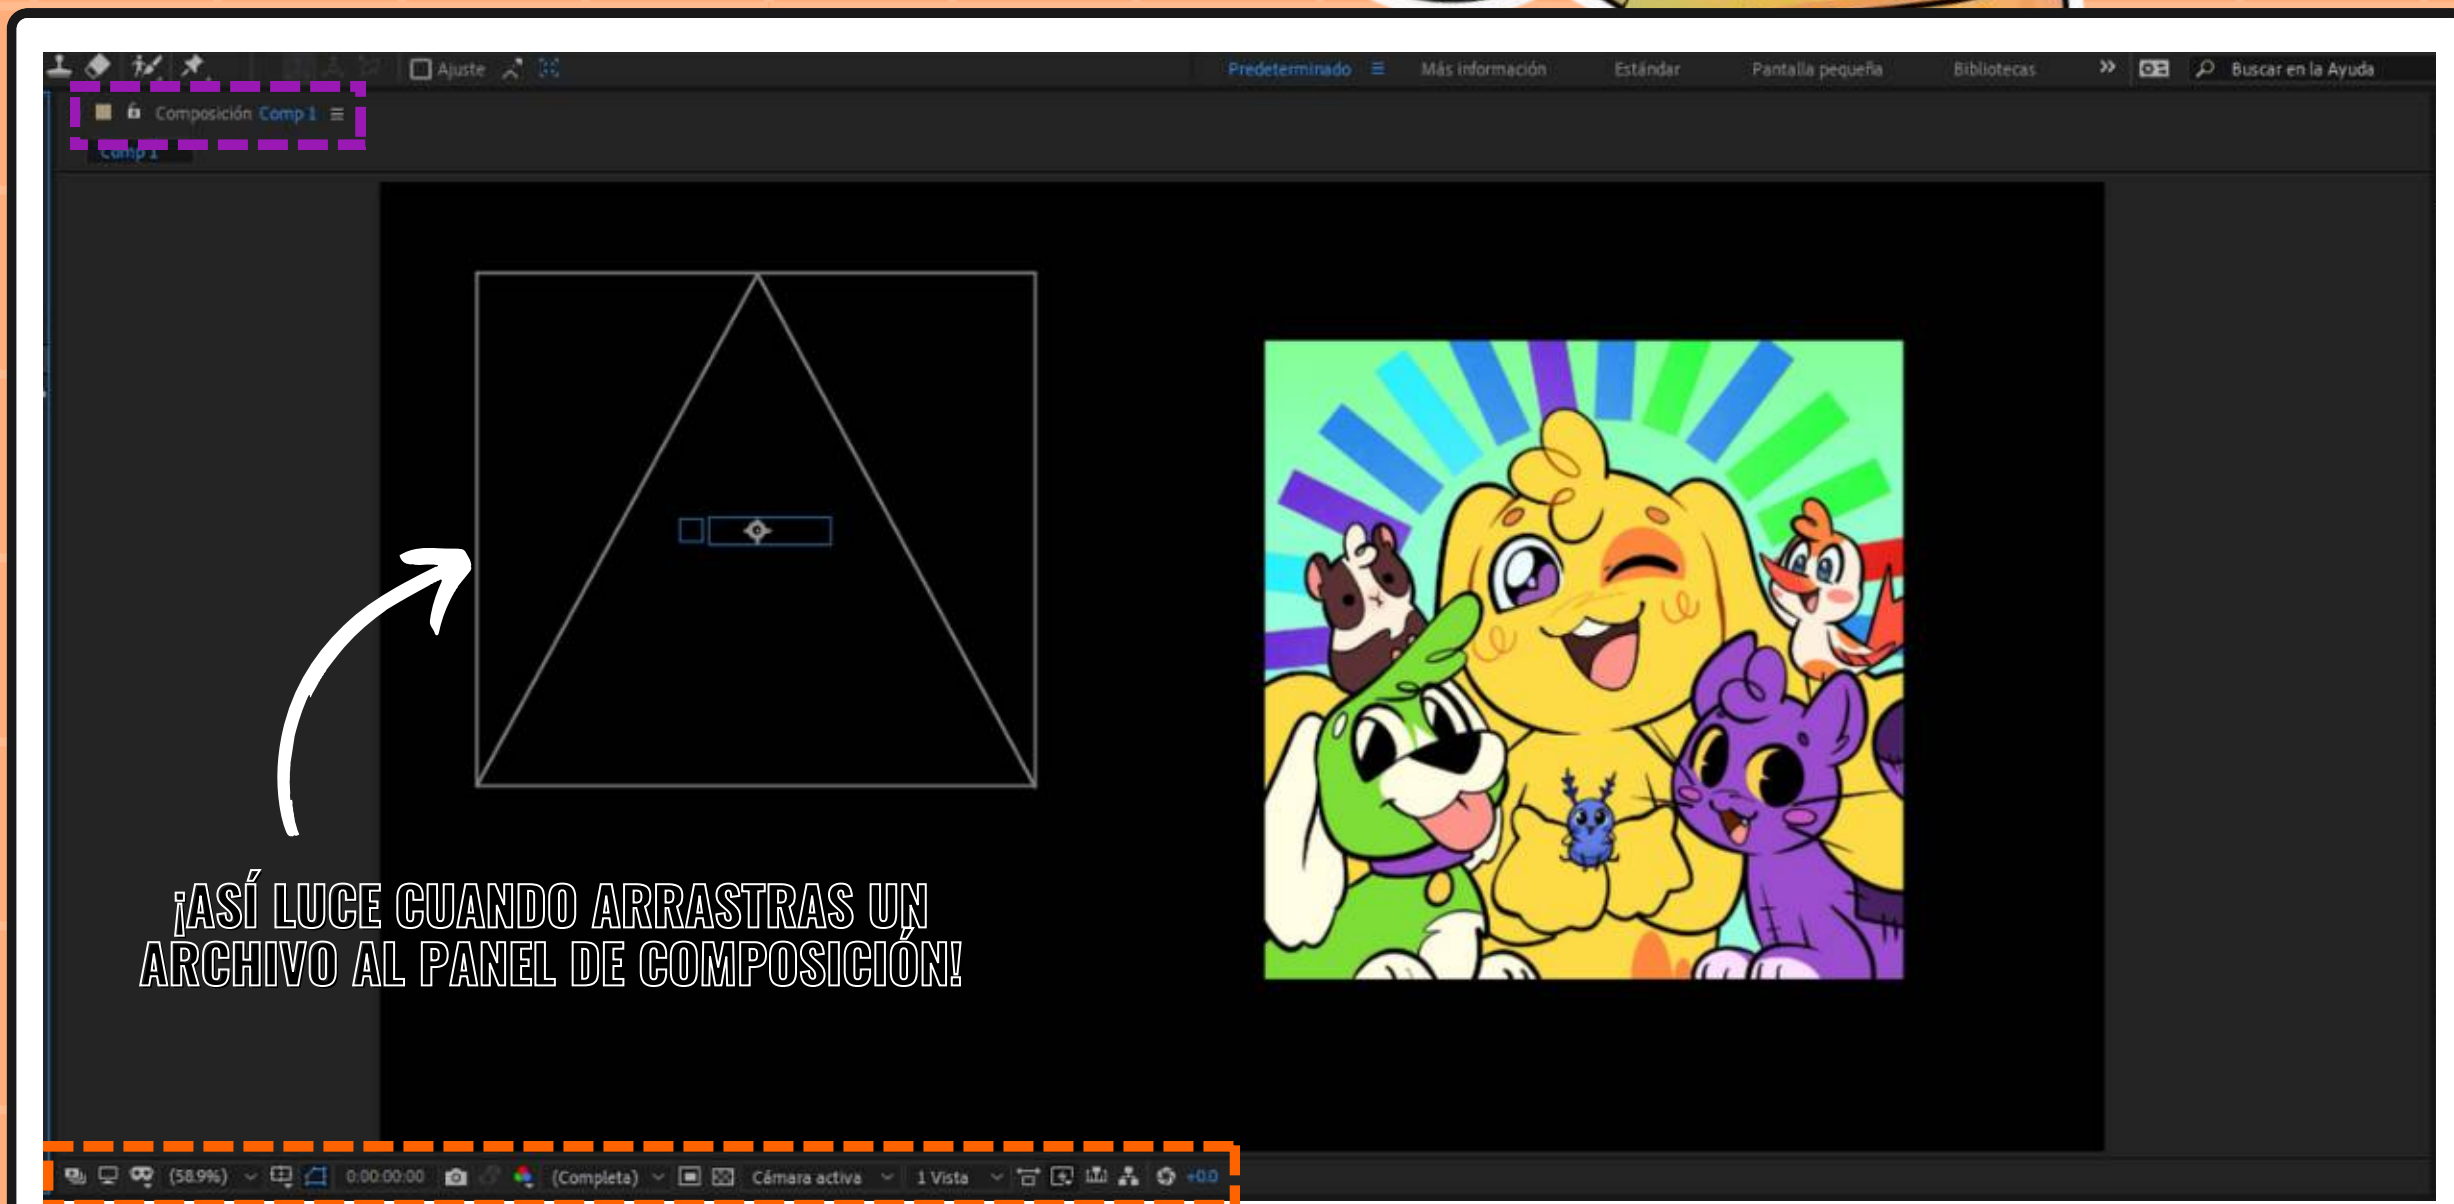 Ajuste
Predeterminado
Más información
Estándar
Pantalla pequeña
Bibliotecas
Buscar en la Ayuda
Composición Comp 1
Comp 1
¡ASÍ LUCE CUANDO ARRASTRAS UN
ARCHIVO AL PANEL DE COMPOSICIÓN!
(58.9%)
0:00:00:00
(Completa)
Cámara activa
1 Vista
+0.0